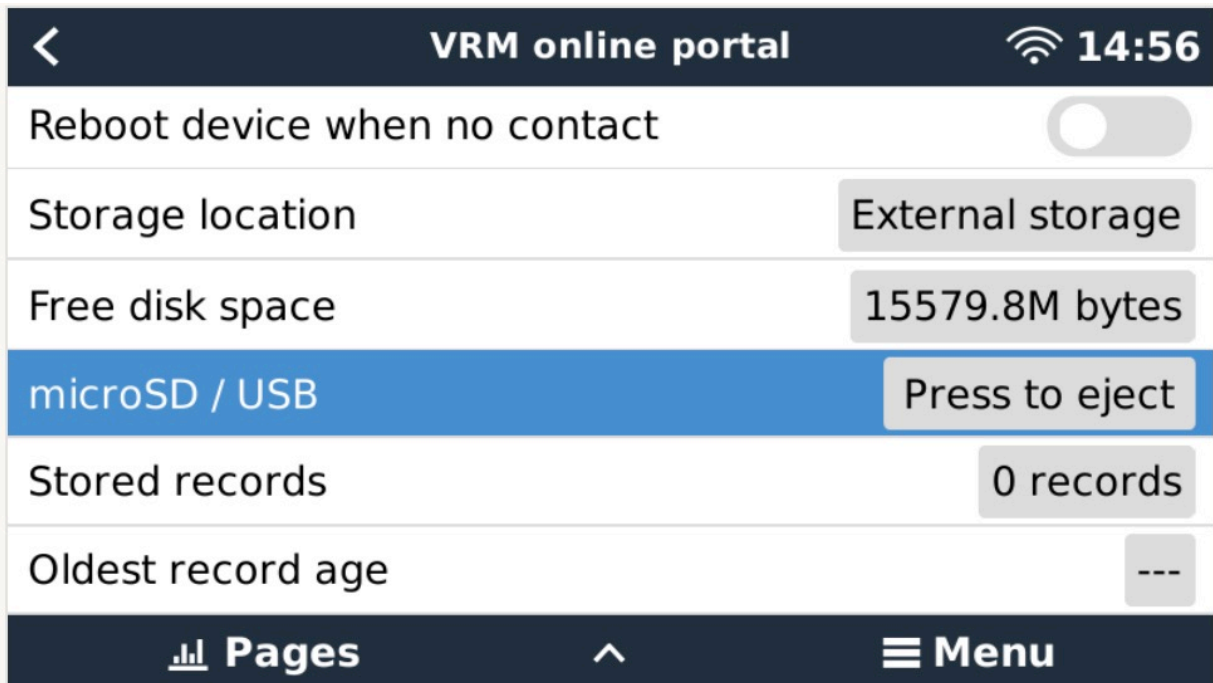 VRM online portal 14:56
Reboot device when no contact
Storage location External storage
Free disk space 15579.8M bytes
microSD / USB Press to eject
Stored records 0 records
Oldest record age ---
Pages Menu